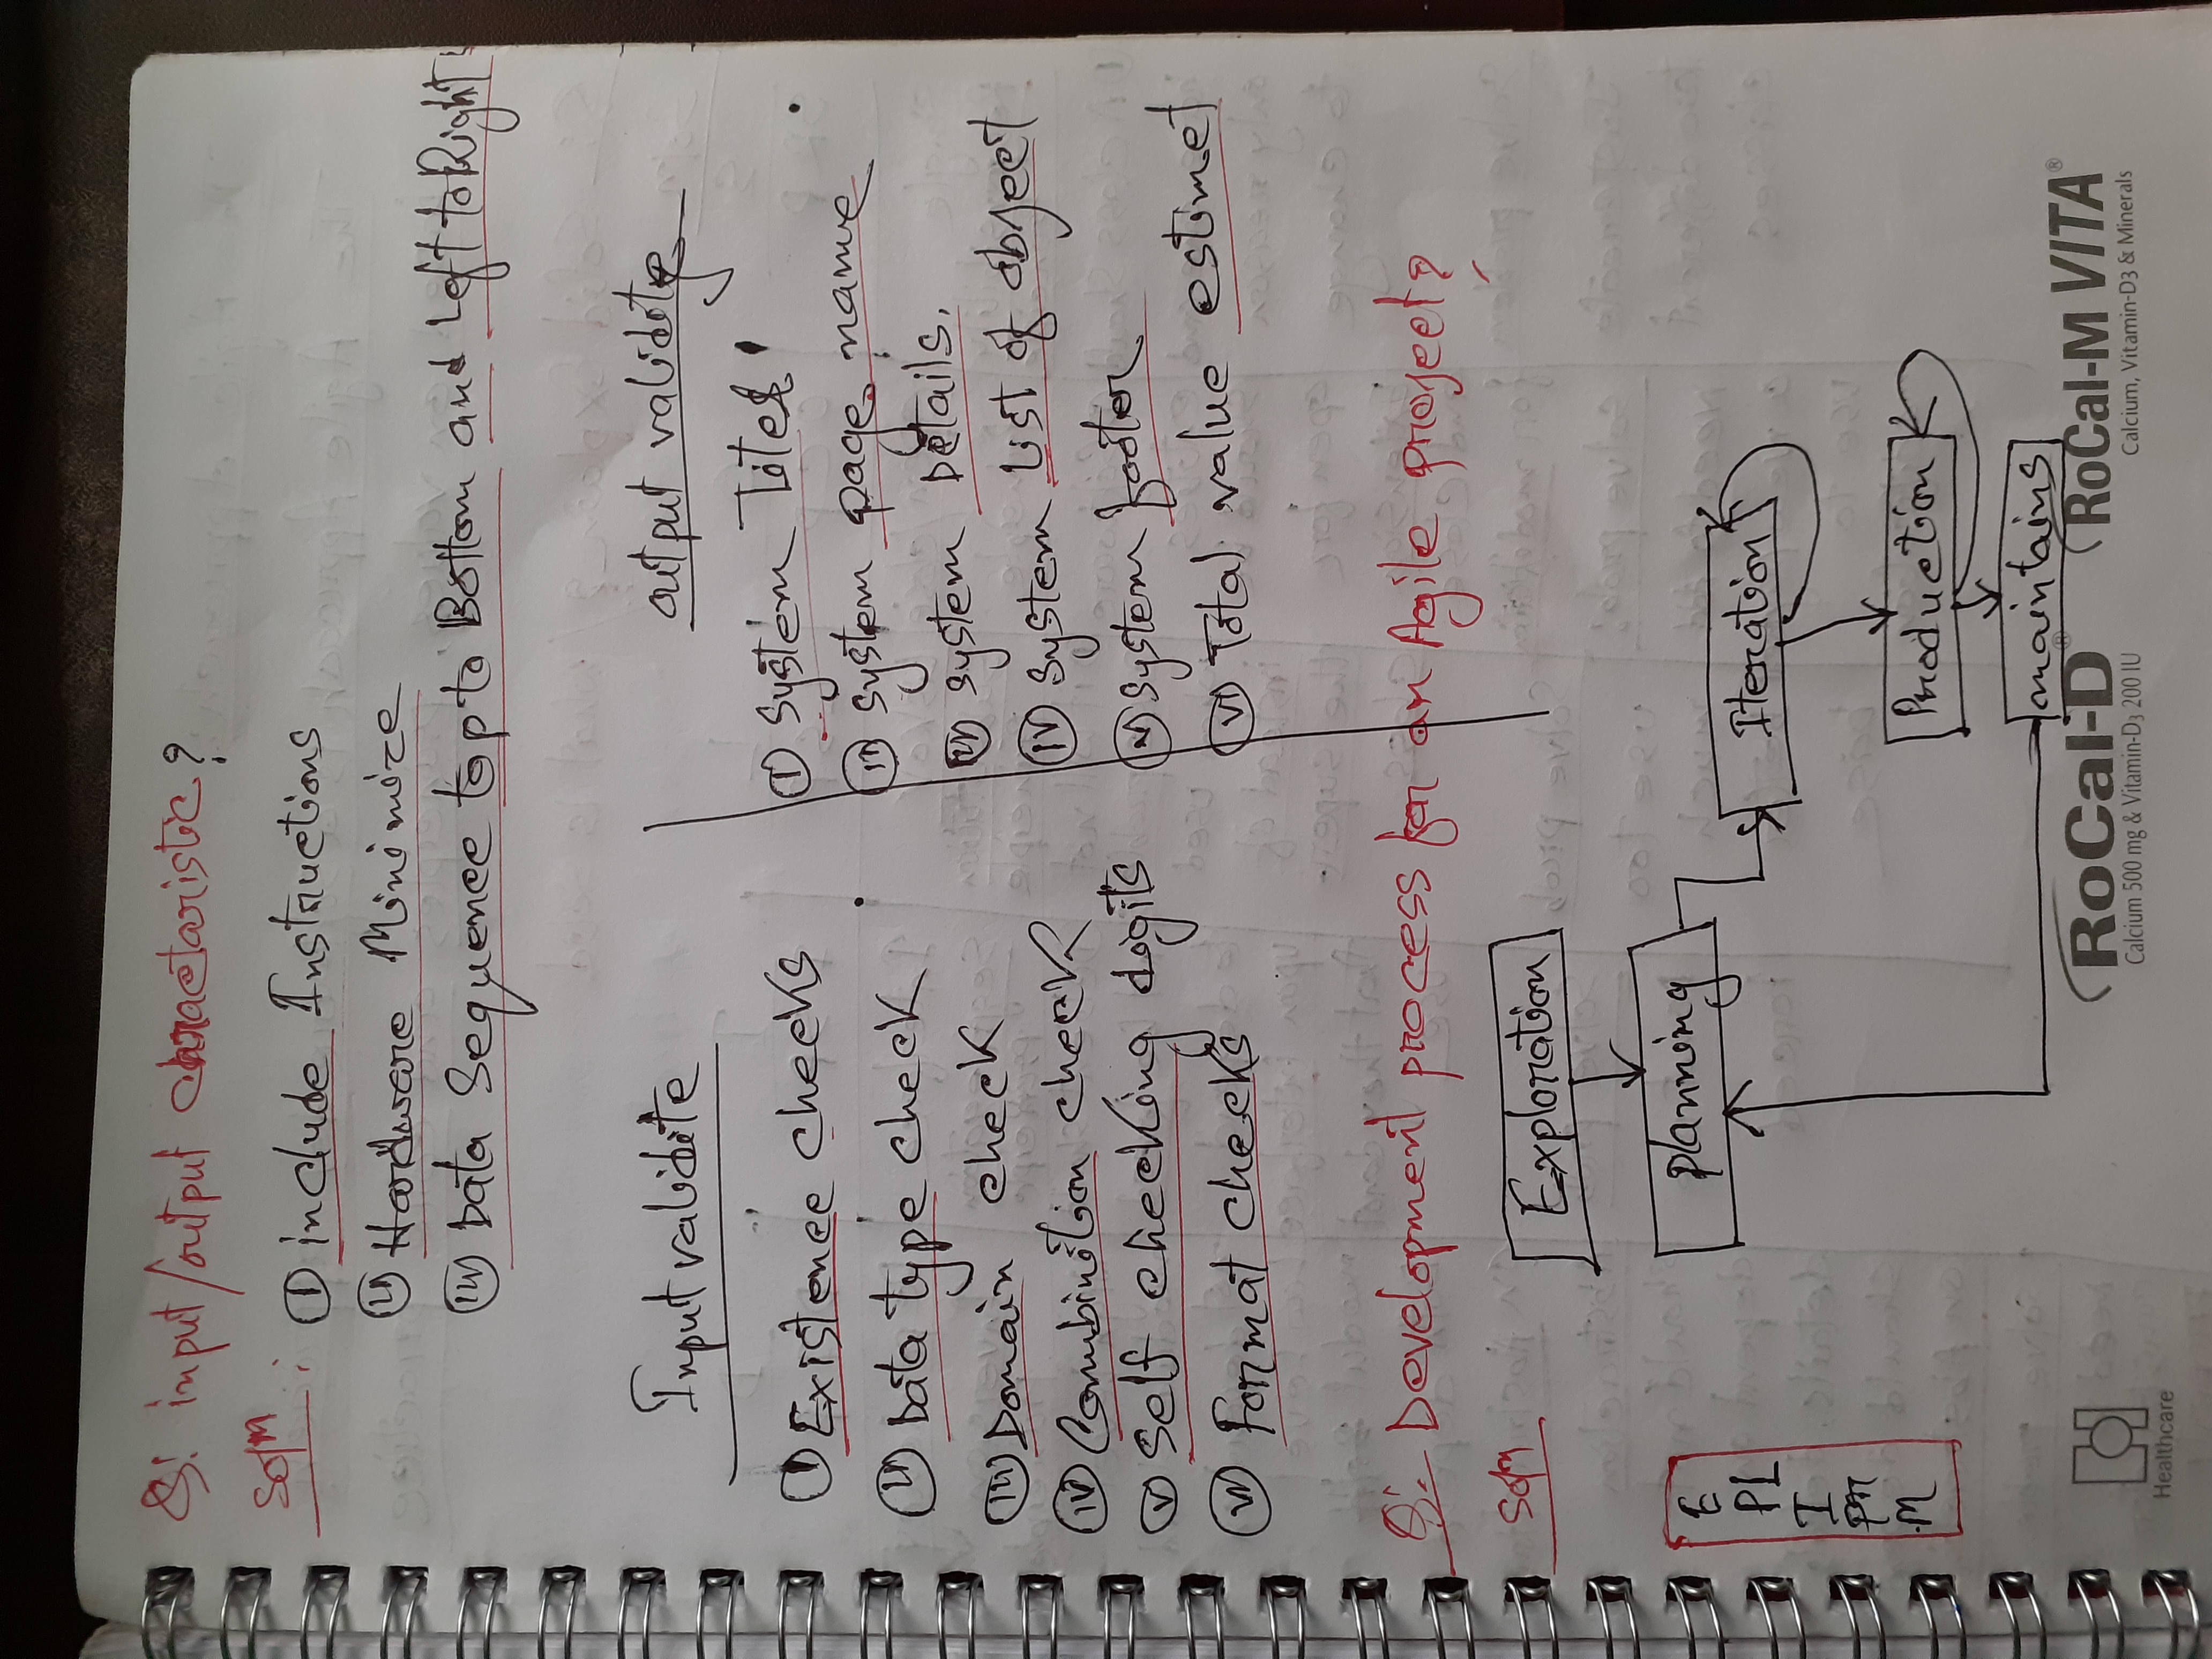 Q: input/output charactaristic?
Solⁿ:
(I) include Instructions
(II) Hardware Minimize
(III) Data Sequence top to Bottom and Left to Right
Input validate
(I) Existence checks
(II) Data type check
(III) Domain check
(IV) Combination check
(V) Self checking digits
(VI) Format checks
output validate
(I) System Titel
(II) System page name
(III) System Details.
(IV) System List of object
(V) System footer
(VI) Total value estimet
Q: Development process for an Agile project?
Solⁿ
Exploration
planning
Iteration
Production
maintains
E
PL
I
PR
M
Healthcare
RoCal-D®
Calcium 500 mg & Vitamin-D3 200 IU
RoCal-M VITA®
Calcium, Vitamin-D3 & Minerals